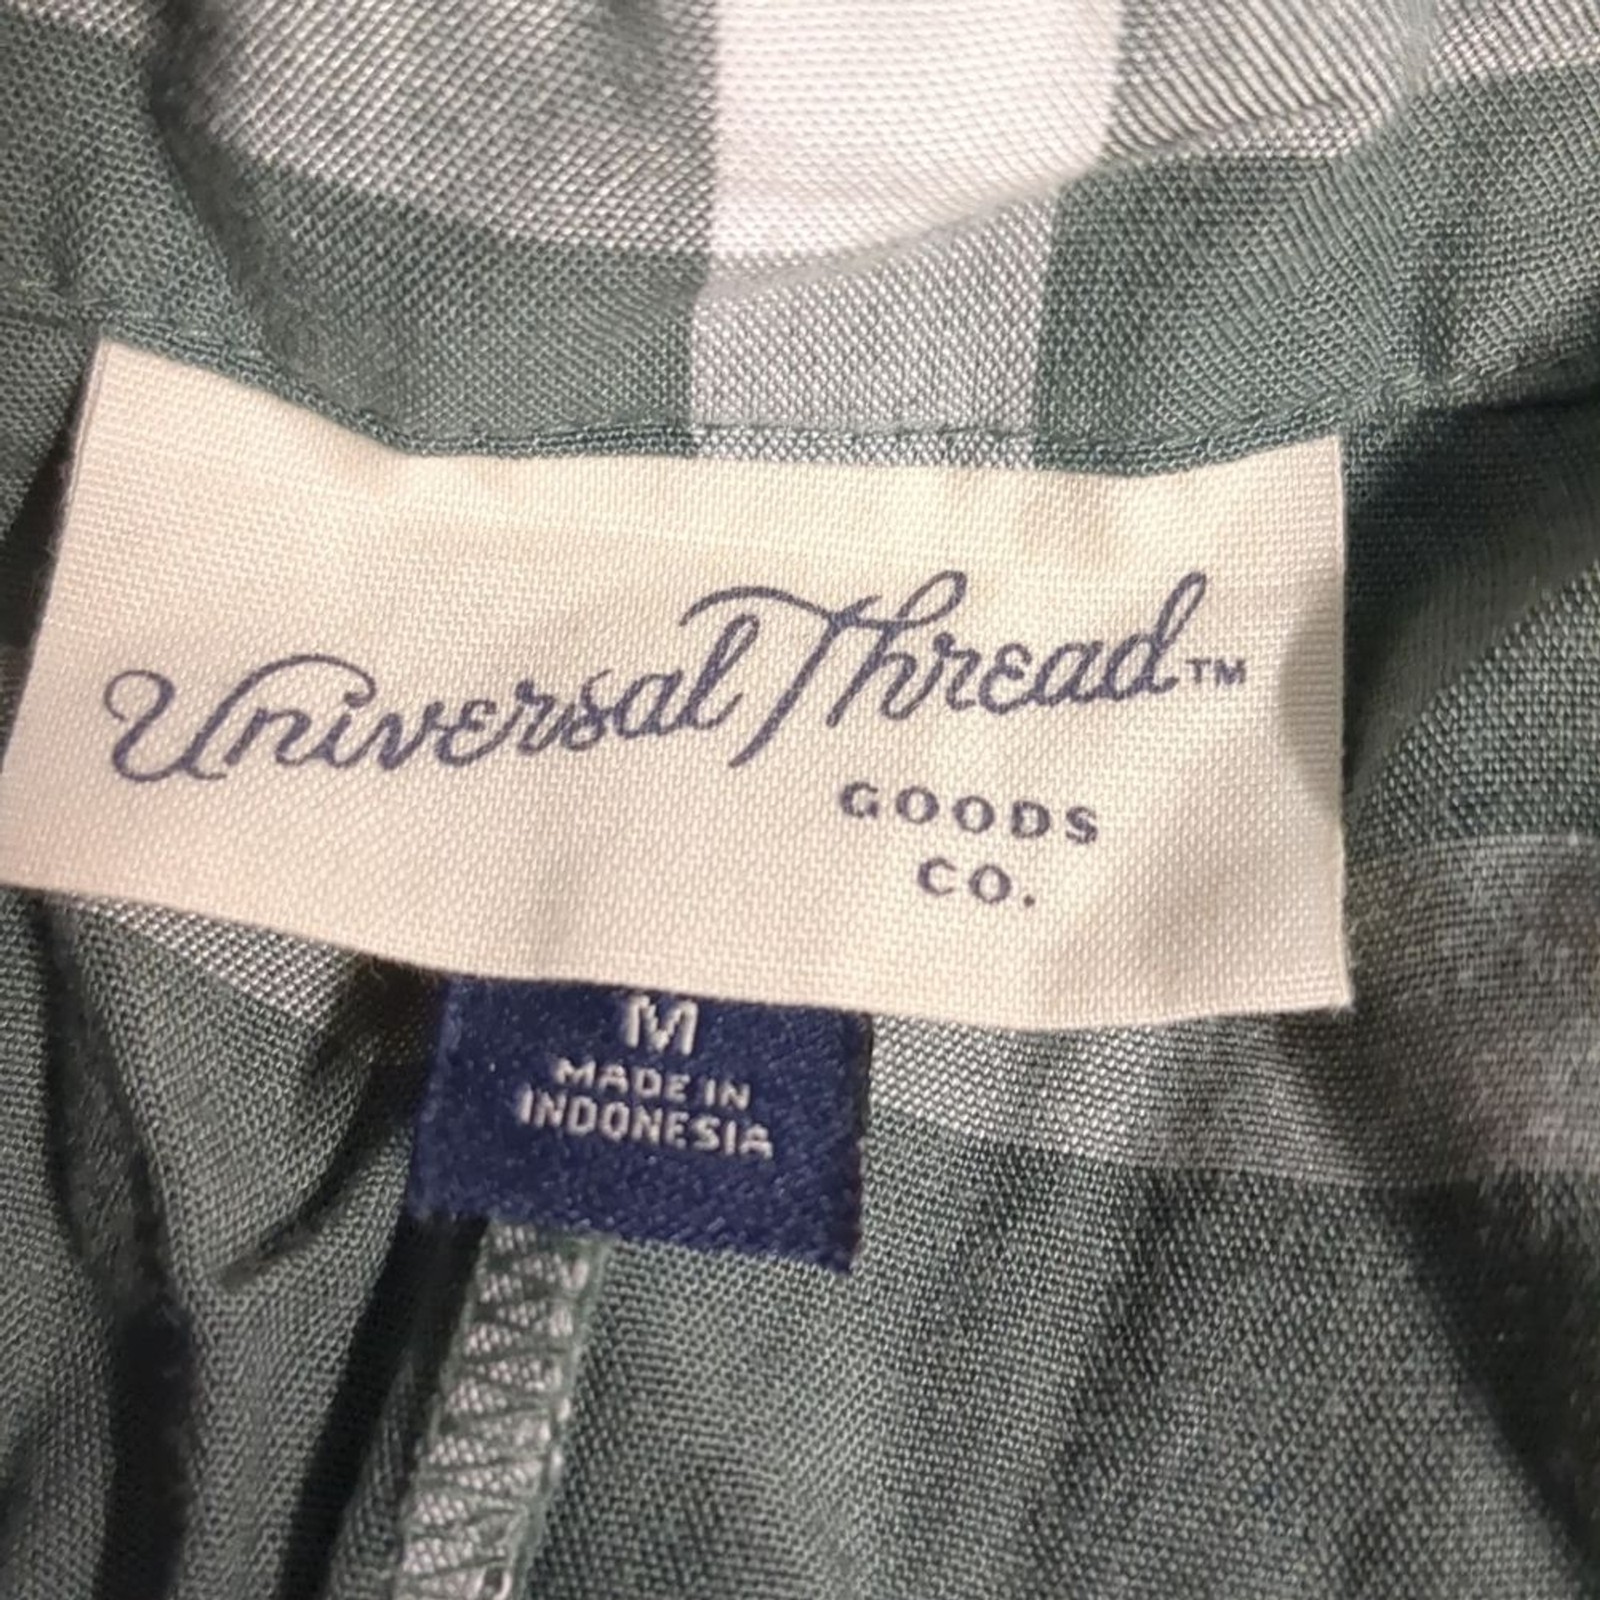 Universal Thread™
GOODS
CO.
M
MADE IN
INDONESIA